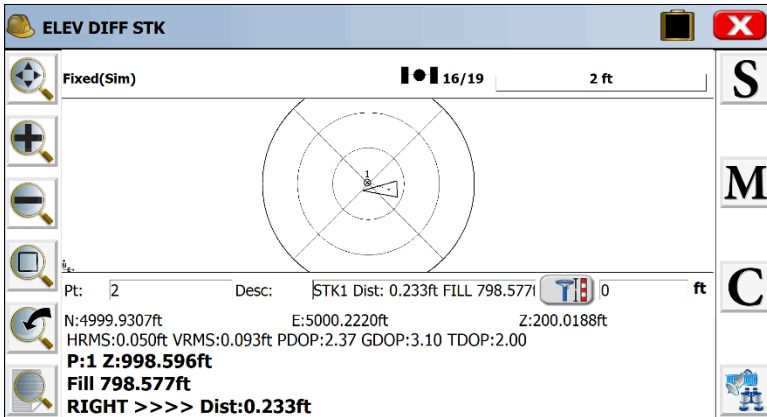 ELEV DIFF STK
X
Fixed(Sim) 16/19 2 ft
S
1
M
Pt: 2 Desc: STK1 Dist: 0.233ft FILL 798.577 0 ft
C
N:4999.9307ft E:5000.2220ft Z:200.0188ft
HRMS:0.050ft VRMS:0.093ft PDOP:2.37 GDOP:3.10 TDOP:2.00
P:1 Z:998.596ft
Fill 798.577ft
RIGHT >>>> Dist:0.233ft